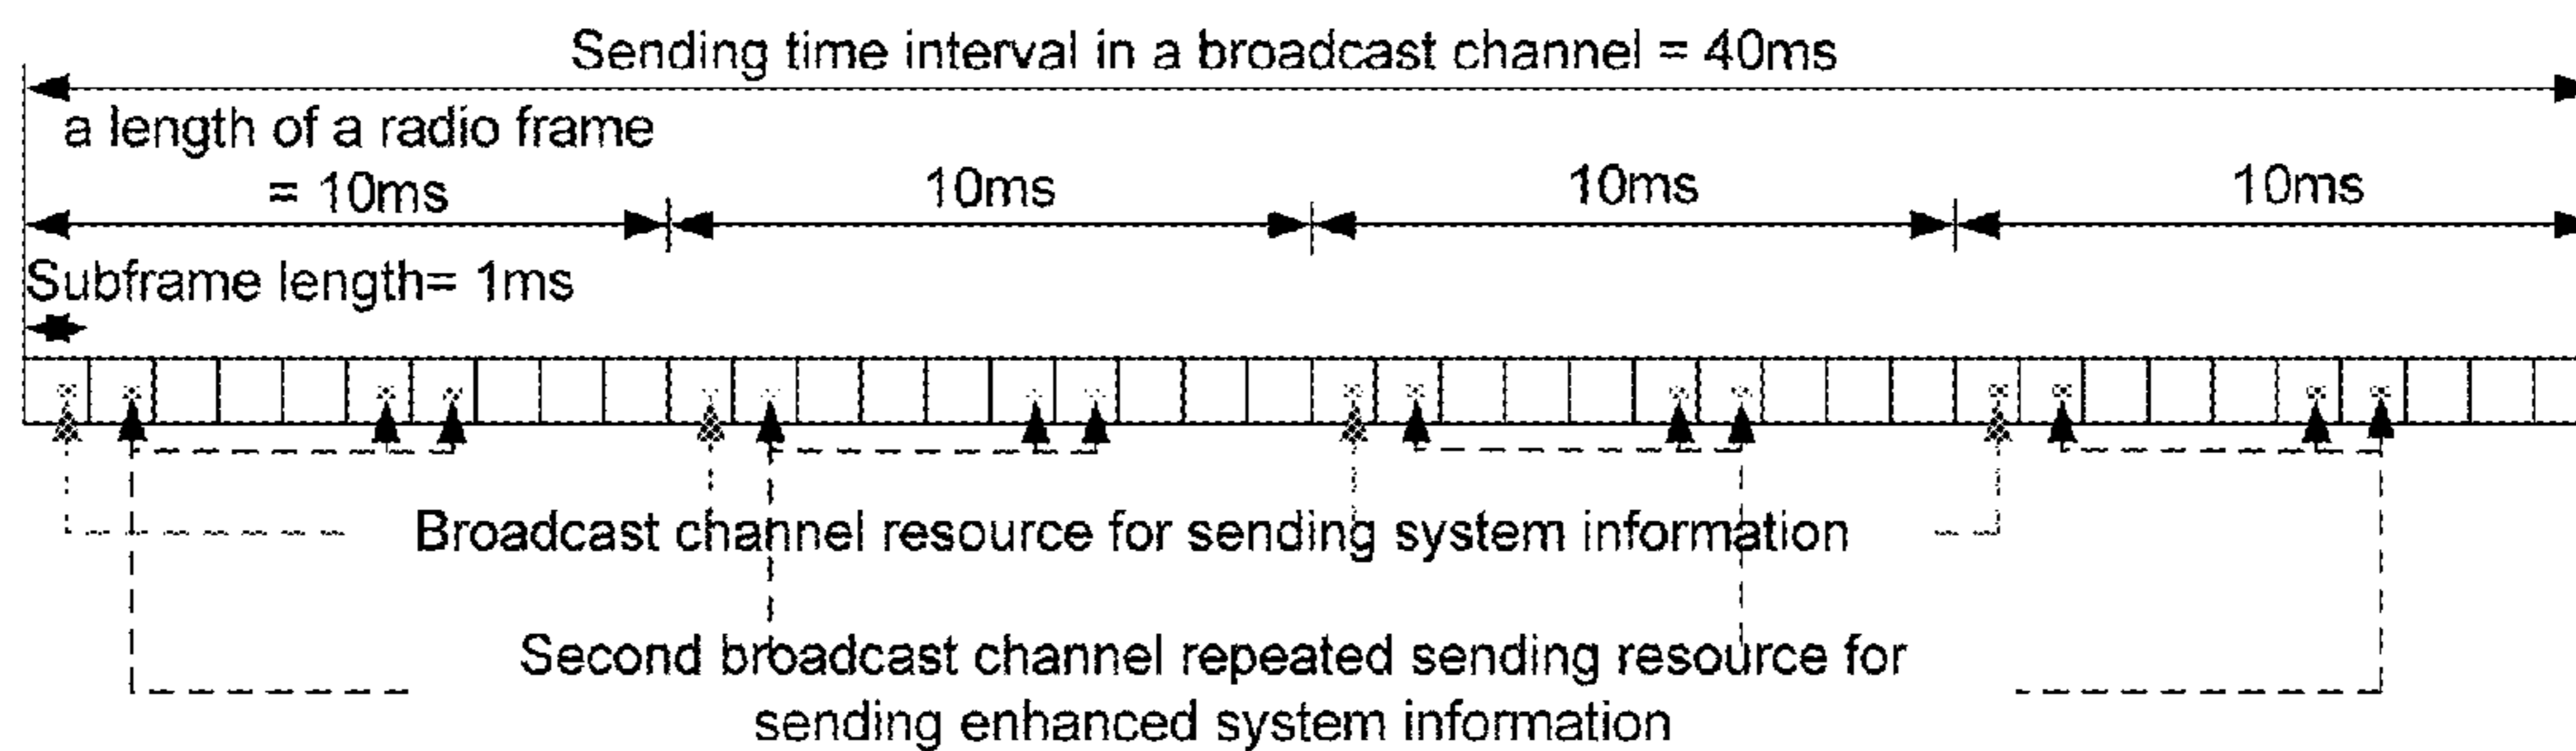 Sending time interval in a broadcast channel = 40ms
a length of a radio frame
= 10ms
10ms
10ms
10ms
Subframe length= 1ms
Broadcast channel resource for sending system information
Second broadcast channel repeated sending resource for
sending enhanced system information